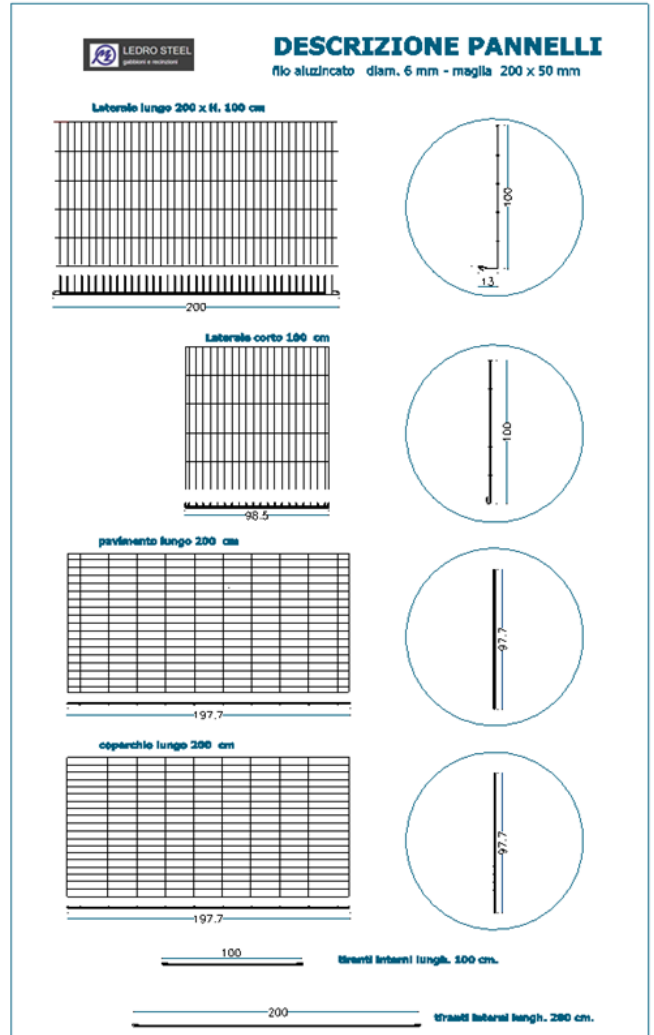 LEDRO STEEL
gabbioni e recinzioni
DESCRIZIONE PANNELLI
filo aluzincato diam. 6 mm - maglia 200 x 50 mm
Laterale lungo 200 x H. 100 cm
100
13
200
Laterale corto 100 cm
100
98.5
pavimento lungo 200 cm
97.7
197.7
coperchio lungo 200 cm
97.7
197.7
100
tiranti interni lungh. 100 cm.
200
tiranti interni lungh. 200 cm.